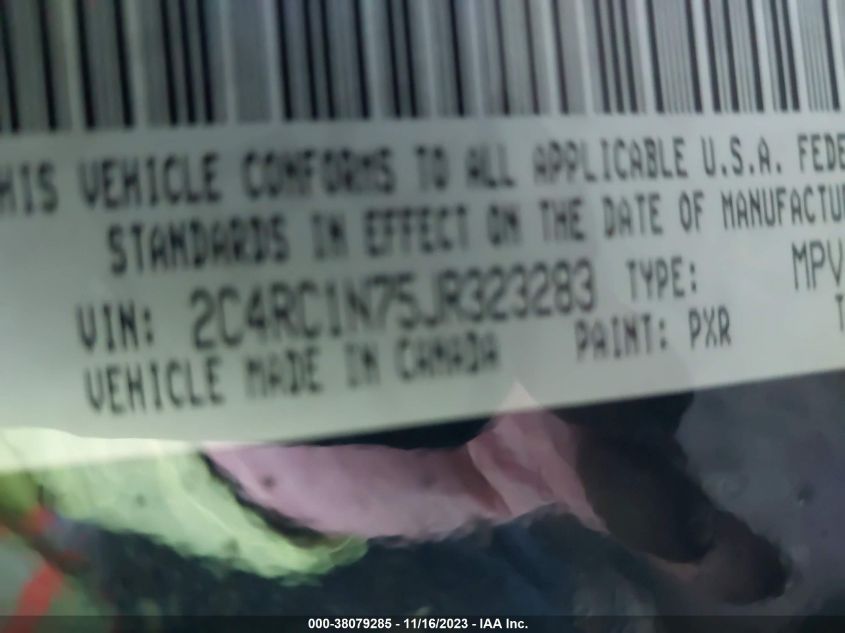 HIS VEHICLE CONFORMS TO ALL APPLICABLE U.S.A. FEDE
STANDARDS IN EFFECT ON THE DATE OF MANUFACTU
VIN: 2C4RC1N75JR323283 TYPE: MPV
VEHICLE MADE IN CANADA PAINT: PXR T
000-38079285 - 11/16/2023 - IAA Inc.